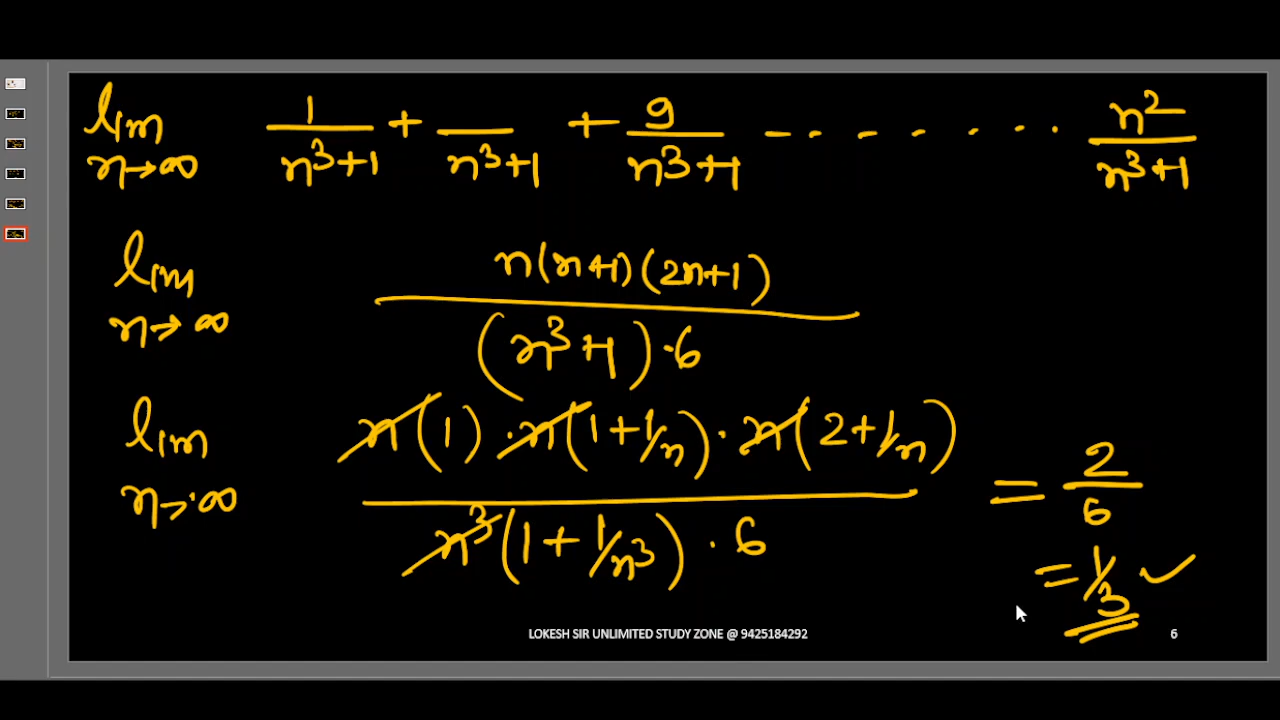 lim n→∞ 1/(n³+1) + /(n³+1) + 9/(n³+1) - - - - - - - n²/(n³+1)
lim n→∞ n(n+1)(2n+1)/((n³+1)·6)
lim n→∞ n(1)·n(1+1/n)·n(2+1/n)/(n³(1+1/n³)·6) = 2/6
= 1/3 ✓
LOKESH SIR UNLIMITED STUDY ZONE @ 9425184292 6